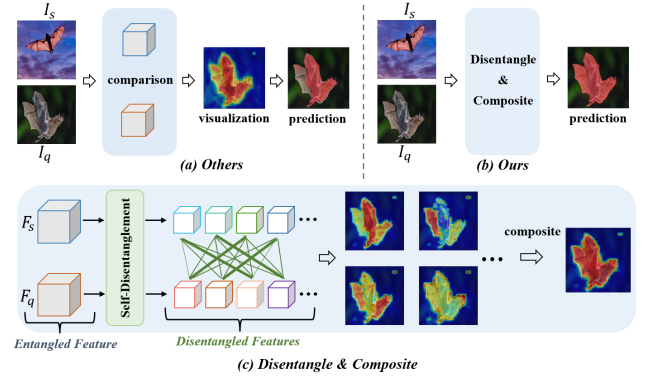 I_s
I_q
comparison
visualization
prediction
(a) Others
I_s
I_q
Disentangle
&
Composite
prediction
(b) Ours
F_s
F_q
Self-Disentanglement
Entangled Feature
Disentangled Features
composite
(c) Disentangle & Composite